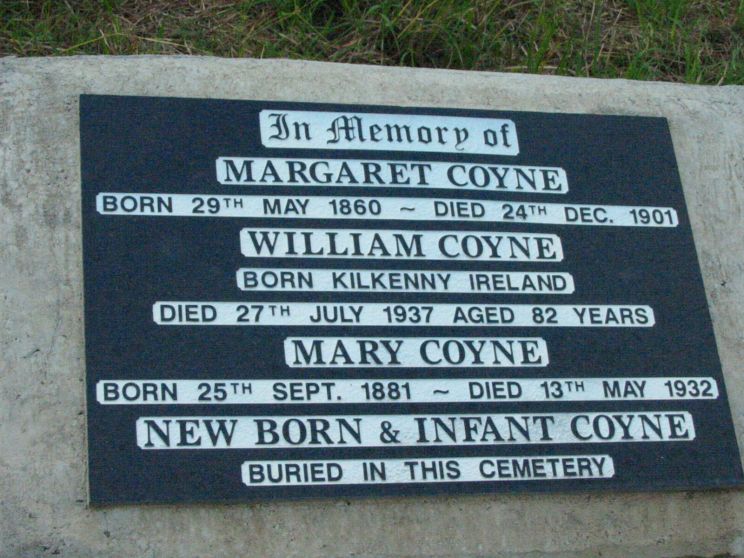 In Memory of
MARGARET COYNE
BORN 29TH MAY 1860 ~ DIED 24TH DEC. 1901
WILLIAM COYNE
BORN KILKENNY IRELAND
DIED 27TH JULY 1937 AGED 82 YEARS
MARY COYNE
BORN 25TH SEPT. 1881 ~ DIED 13TH MAY 1932
NEW BORN & INFANT COYNE
BURIED IN THIS CEMETERY